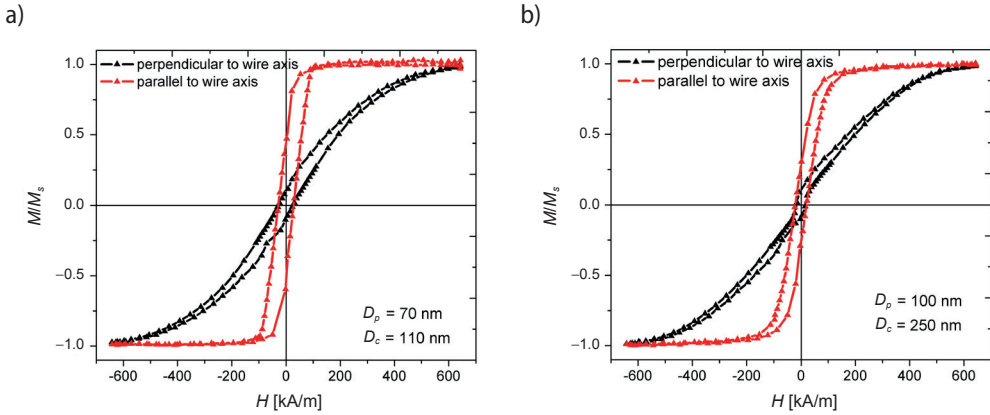 a)
perpendicular to wire axis
parallel to wire axis
1.0
0.5
0.0
−0.5
−1.0
M/Ms
Dp = 70 nm
Dc = 110 nm
-600 -400 -200 0 200 400 600
H [kA/m]
b)
perpendicular to wire axis
parallel to wire axis
1.0
0.5
0.0
−0.5
−1.0
M/Ms
Dp = 100 nm
Dc = 250 nm
-600 -400 -200 0 200 400 600
H [kA/m]